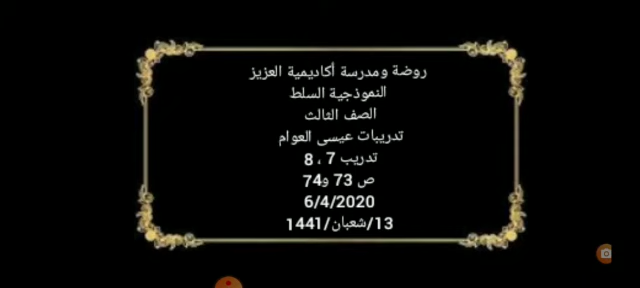 روضة ومدرسة أكاديمية العزيز
النموذجية السلط
الصف الثالث
تدريبات عيسى العوام
تدريب 7 ، 8
ص 73 و74
6/4/2020
13/شعبان/1441